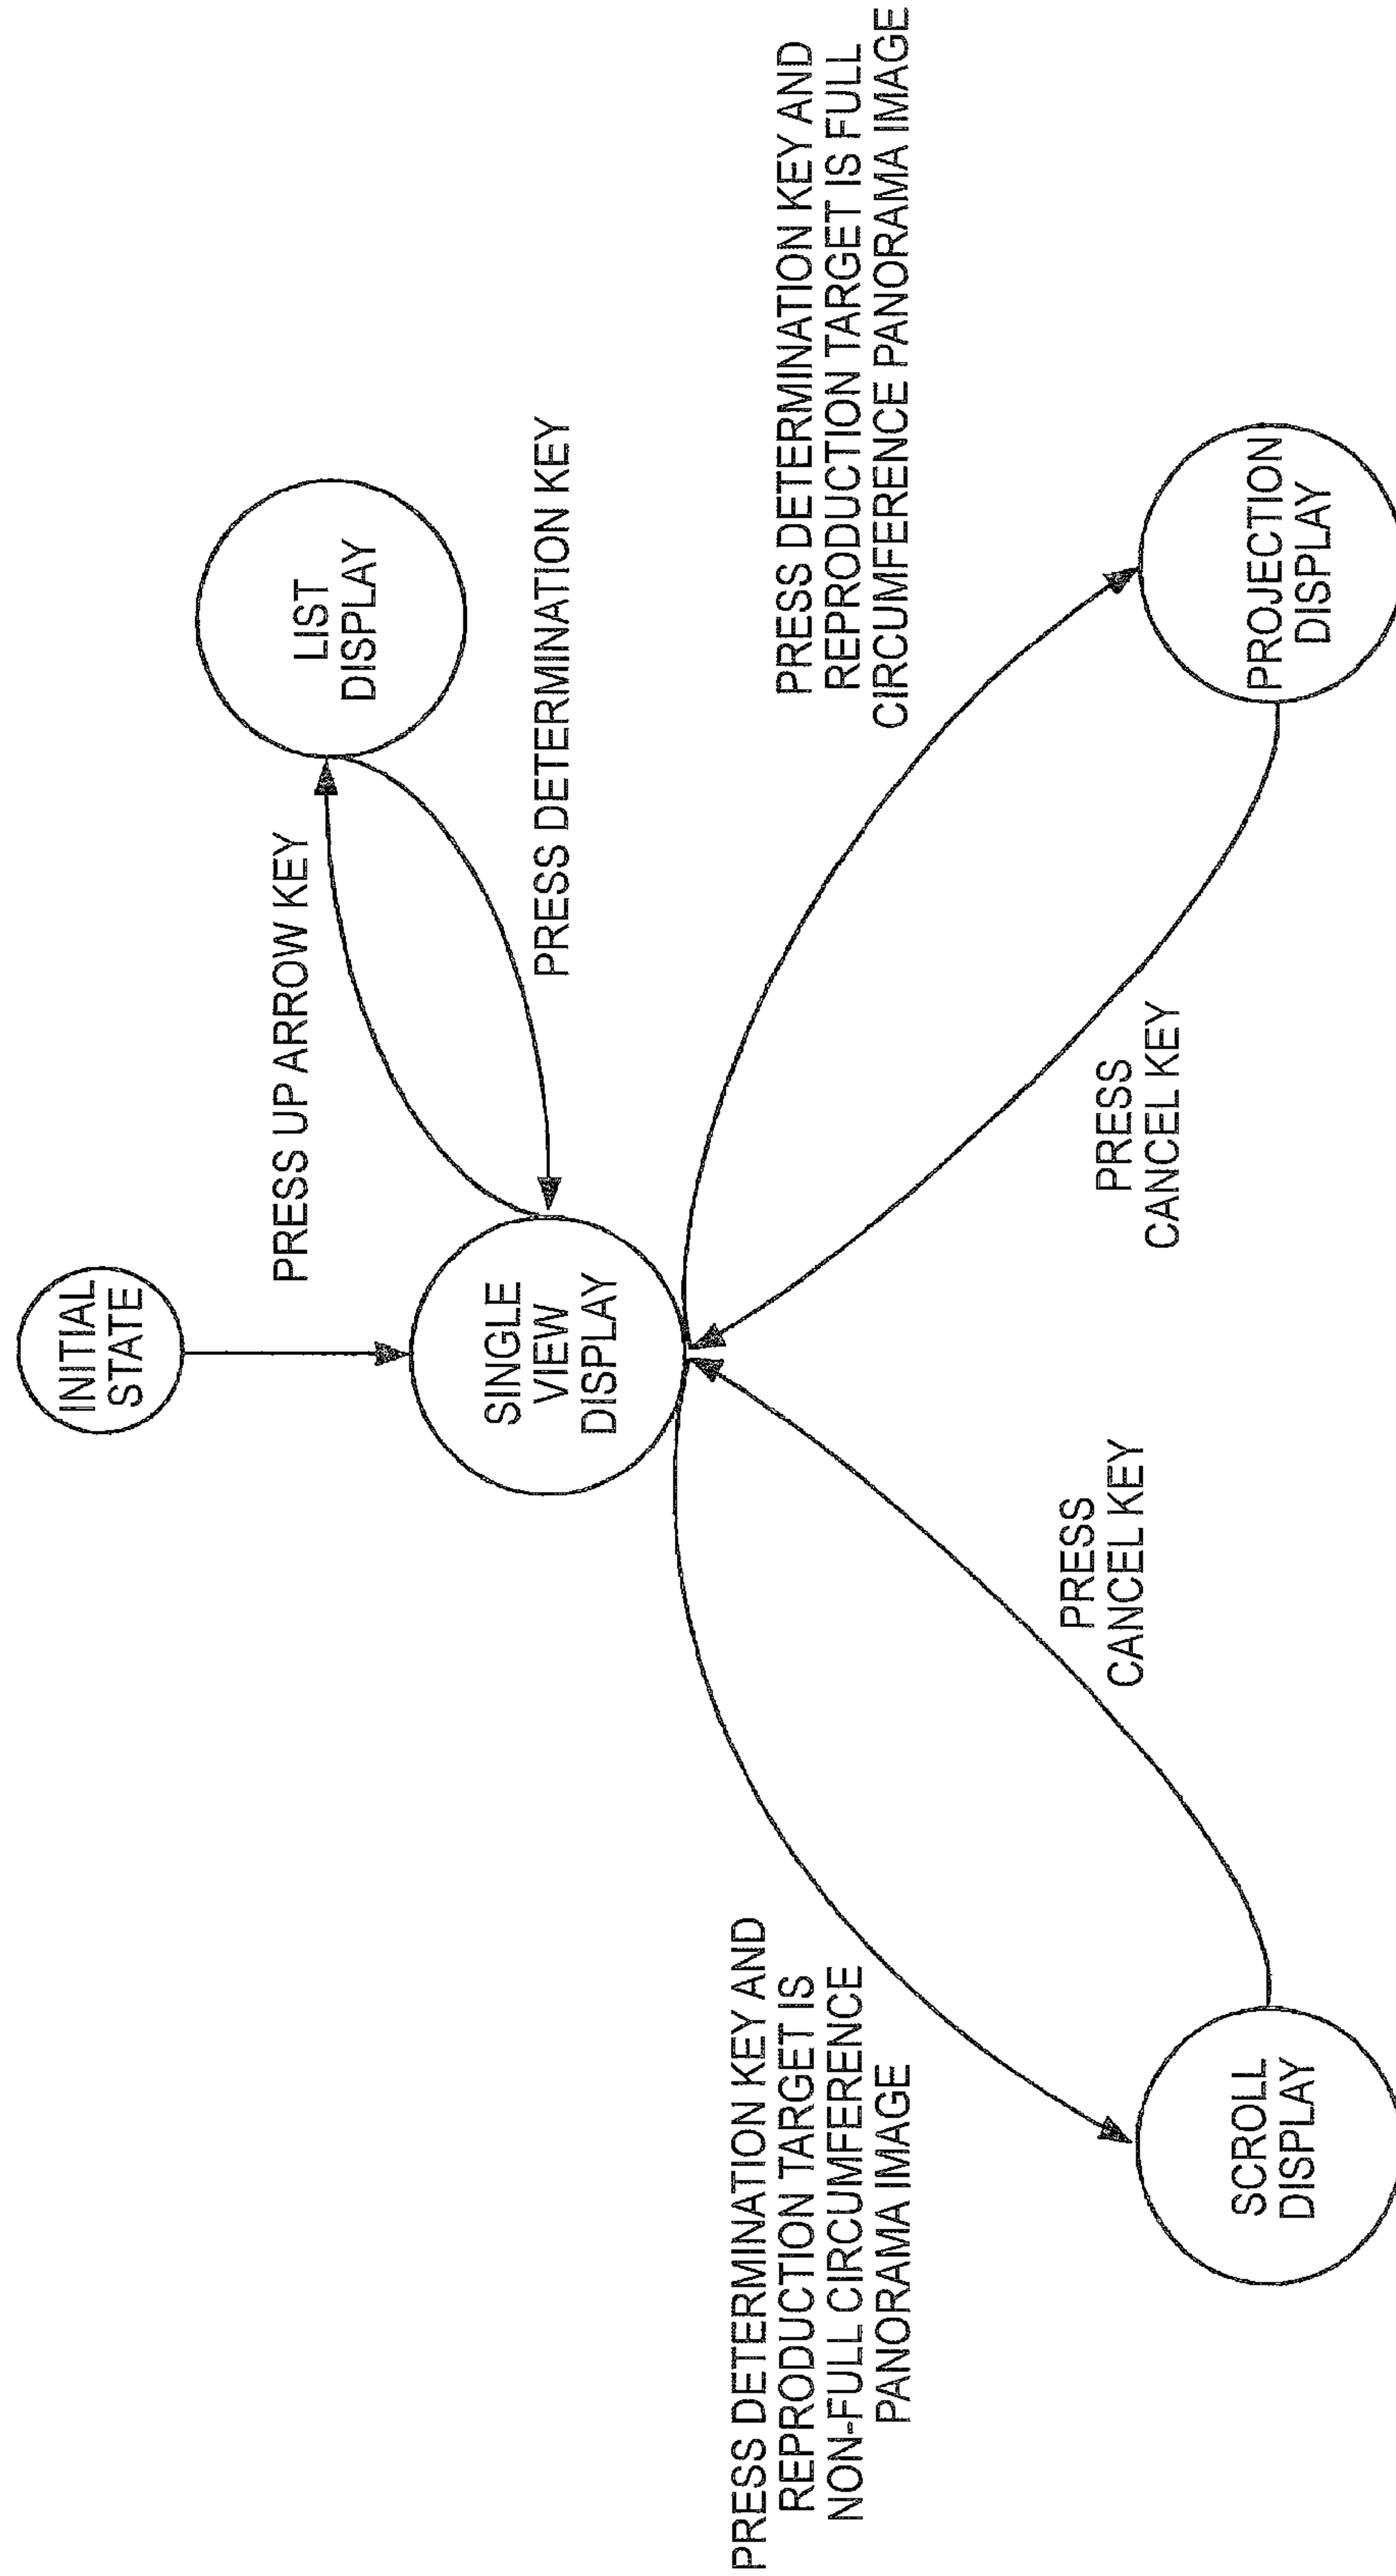 INITIAL
STATE
PRESS UP ARROW KEY
LIST
DISPLAY
SINGLE
VIEW
DISPLAY
PRESS DETERMINATION KEY
PRESS DETERMINATION KEY AND
REPRODUCTION TARGET IS
NON-FULL CIRCUMFERENCE
PANORAMA IMAGE
PRESS DETERMINATION KEY AND
REPRODUCTION TARGET IS FULL
CIRCUMFERENCE PANORAMA IMAGE
PRESS
CANCEL KEY
PRESS
CANCEL KEY
SCROLL
DISPLAY
PROJECTION
DISPLAY